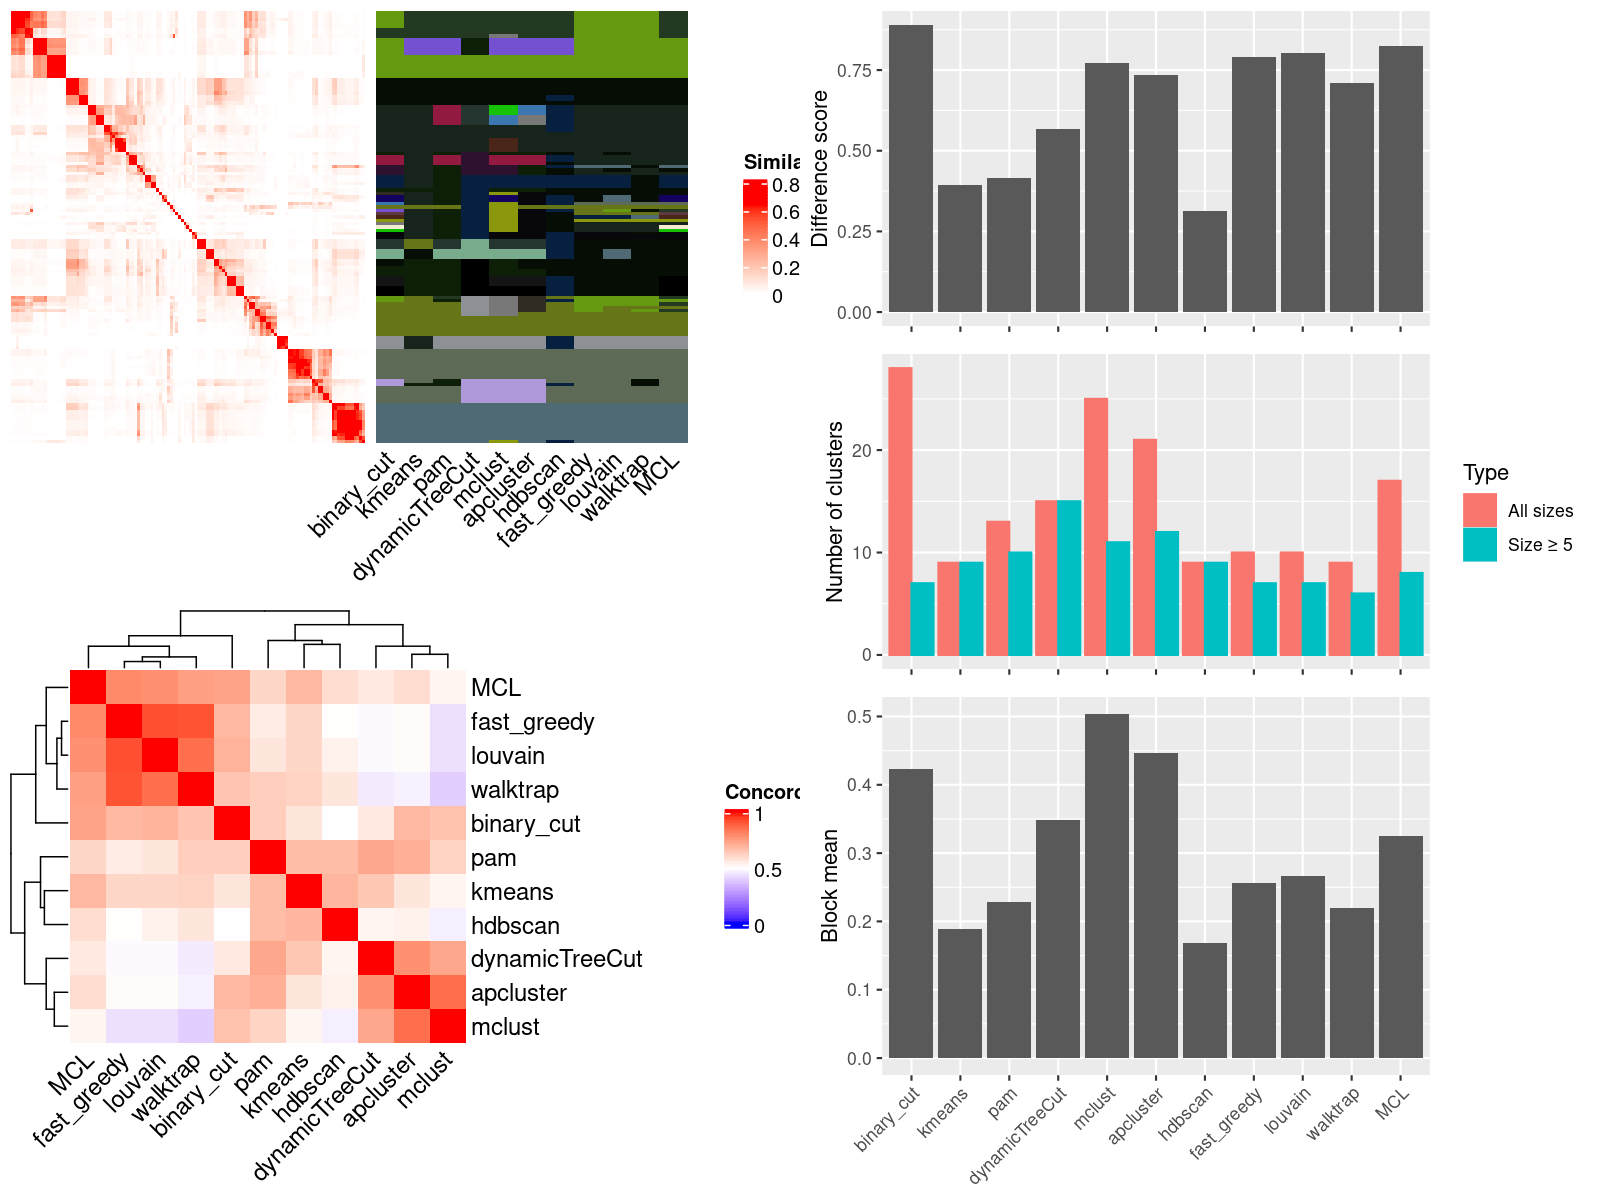 Simila
0.8
0.6
0.4
0.2
0
binary_cut
kmeans
pam
dynamicTreeCut
mclust
apcluster
hdbscan
fast_greedy
louvain
walktrap
MCL
Difference score
0.75
0.50
0.25
0.00
Number of clusters
20
10
0
Type
All sizes
Size ≥ 5
Block mean
0.5
0.4
0.3
0.2
0.1
0.0
binary_cut
kmeans
pam
dynamicTreeCut
mclust
apcluster
hdbscan
fast_greedy
louvain
walktrap
MCL
MCL
fast_greedy
louvain
walktrap
binary_cut
pam
kmeans
hdbscan
dynamicTreeCut
apcluster
mclust
MCL
fast_greedy
louvain
walktrap
binary_cut
pam
kmeans
hdbscan
dynamicTreeCut
apcluster
mclust
Concord
1
0.5
0